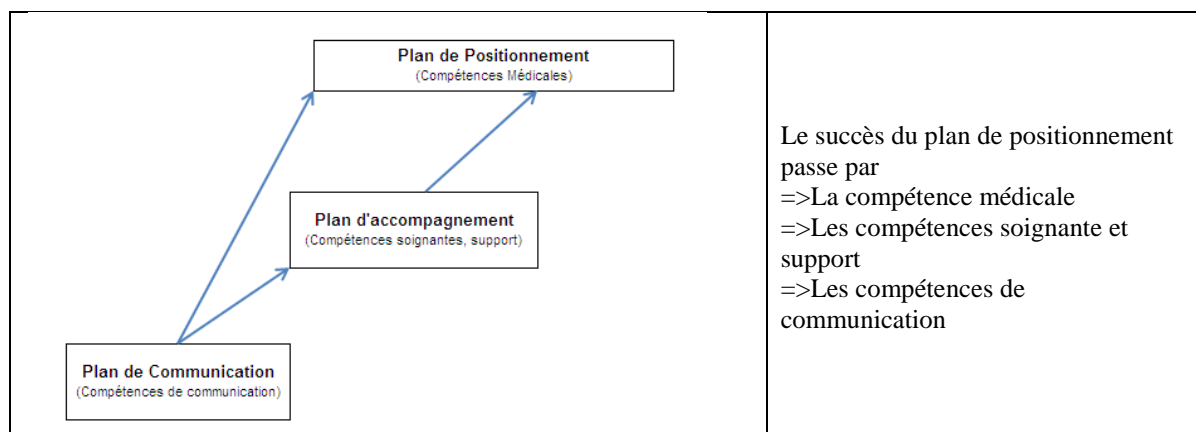 Plan de Positionnement
(Compétences Médicales)
Plan d'accompagnement
(Compétences soignantes, support)
Plan de Communication
(Compétences de communication)
Le succès du plan de positionnement
passe par
=>La compétence médicale
=>Les compétences soignante et
support
=>Les compétences de
communication